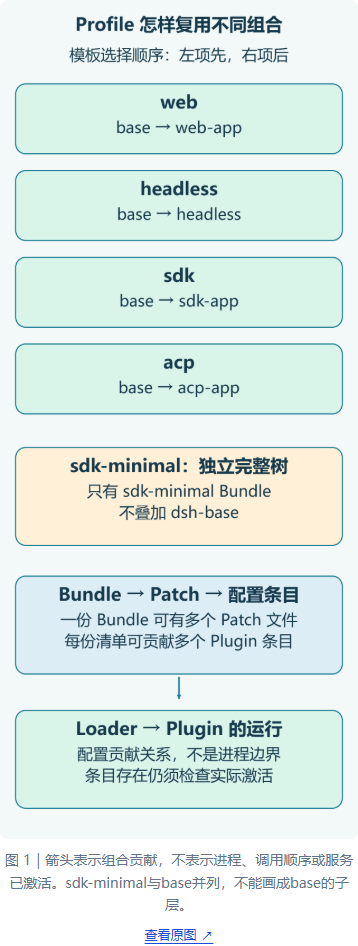 Profile 怎样复用不同组合
模板选择顺序：左项先，右项后
web
base → web-app
headless
base → headless
sdk
base → sdk-app
acp
base → acp-app
sdk-minimal：独立完整树
只有 sdk-minimal Bundle
不叠加 dsh-base
Bundle → Patch → 配置条目
一份 Bundle 可有多个 Patch 文件
每份清单可贡献多个 Plugin 条目
Loader → Plugin 的运行
配置贡献关系，不是进程边界
条目存在仍须检查实际激活
图 1｜箭头表示组合贡献，不表示进程、调用顺序或服务
已激活。sdk-minimal与base并列，不能画成base的子
层。
查看原图 ↗